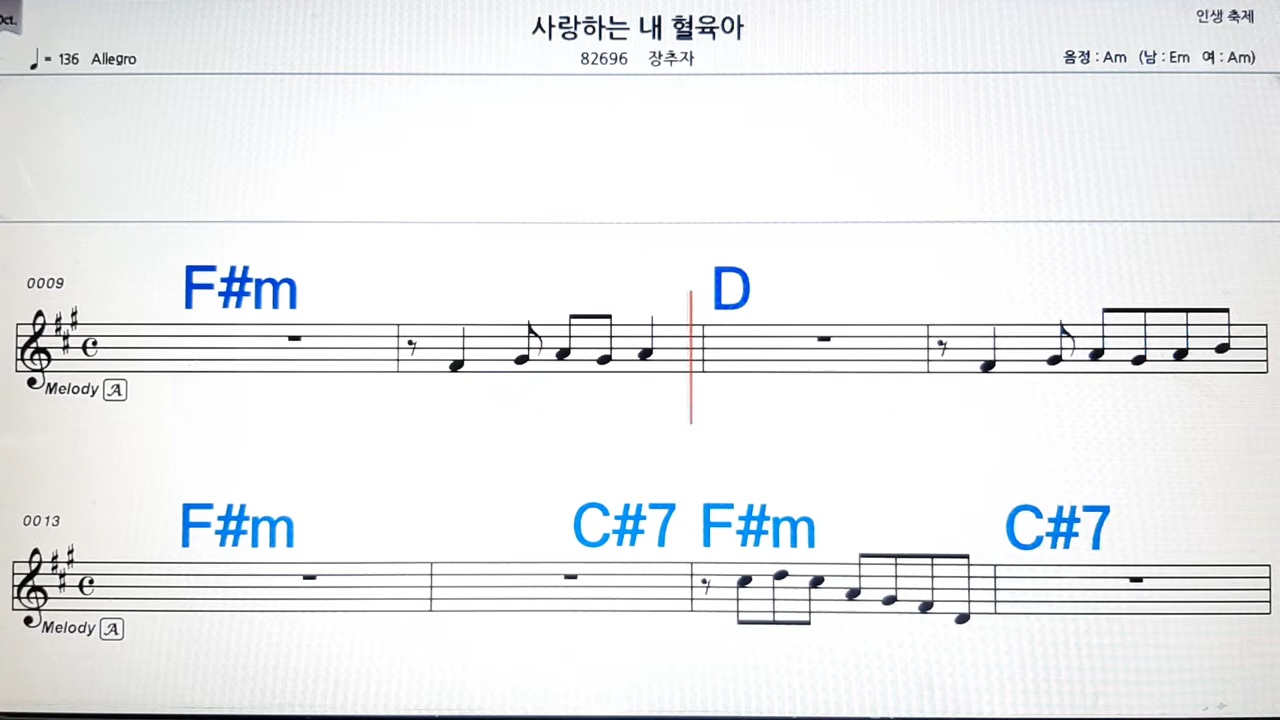 Oct.
사랑하는 내 혈육아
인생 축제
♩ = 136 Allegro
82696 장추자
음정 : Am (남 : Em 여 : Am)
0009
F#m D
Melody A
0013
F#m C#7 F#m C#7
Melody A